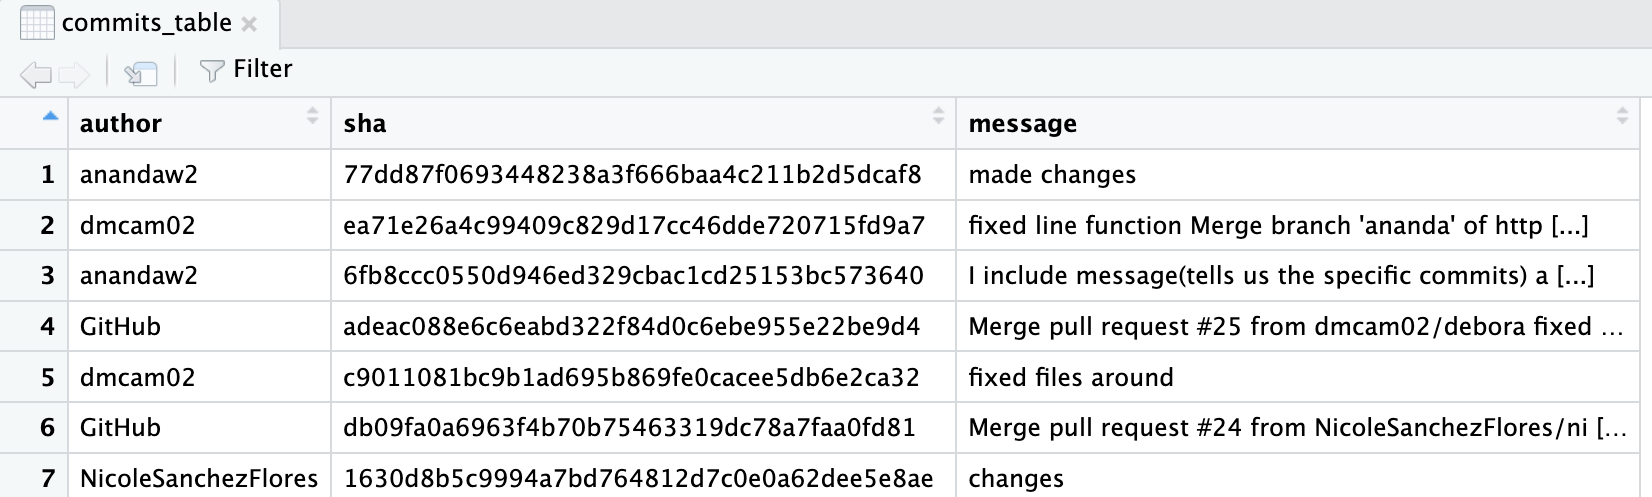 commits_table
Filter
author sha message
1 anandaw2 77dd87f0693448238a3f666baa4c211b2d5dcaf8 made changes
2 dmcam02 ea71e26a4c99409c829d17cc46dde720715fd9a7 fixed line function Merge branch 'ananda' of http [...]
3 anandaw2 6fb8ccc0550d946ed329cbac1cd25153bc573640 I include message(tells us the specific commits) a [...]
4 GitHub adeac088e6c6eabd322f84d0c6ebe955e22be9d4 Merge pull request #25 from dmcam02/debora fixed ...
5 dmcam02 c9011081bc9b1ad695b869fe0cacee5db6e2ca32 fixed files around
6 GitHub db09fa0a6963f4b70b75463319dc78a7faa0fd81 Merge pull request #24 from NicoleSanchezFlores/ni [...
7 NicoleSanchezFlores 1630d8b5c9994a7bd764812d7c0e0a62dee5e8ae changes